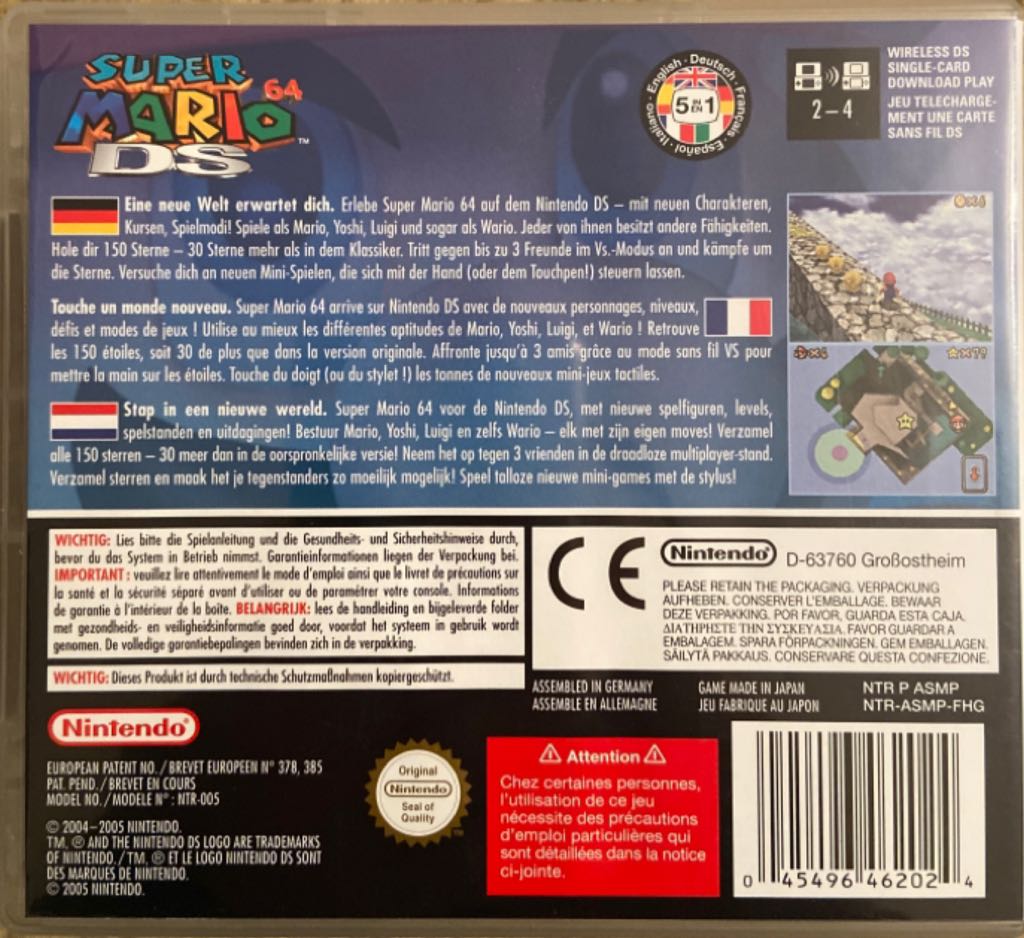 SUPER
MARIO 64
DS ™
English · Deutsch · Français · Español · Italiano ·
5 IN EN 1
2–4
WIRELESS DS
SINGLE-CARD
DOWNLOAD PLAY
JEU TELECHARGE-
MENT UNE CARTE
SANS FIL DS
Eine neue Welt erwartet dich. Erlebe Super Mario 64 auf dem Nintendo DS – mit neuen Charakteren,
Kursen, Spielmodi! Spiele als Mario, Yoshi, Luigi und sogar als Wario. Jeder von ihnen besitzt andere Fähigkeiten.
Hole dir 150 Sterne – 30 Sterne mehr als in dem Klassiker. Tritt gegen bis zu 3 Freunde im Vs.-Modus an und kämpfe um
die Sterne. Versuche dich an neuen Mini-Spielen, die sich mit der Hand (oder dem Touchpen!) steuern lassen.
Touche un monde nouveau. Super Mario 64 arrive sur Nintendo DS avec de nouveaux personnages, niveaux,
défis et modes de jeux ! Utilise au mieux les différentes aptitudes de Mario, Yoshi, Luigi, et Wario ! Retrouve
les 150 étoiles, soit 30 de plus que dans la version originale. Affronte jusqu'à 3 amis grâce au mode sans fil VS pour
mettre la main sur les étoiles. Touche du doigt (ou du stylet !) les tonnes de nouveaux mini-jeux tactiles.
Stap in een nieuwe wereld. Super Mario 64 voor de Nintendo DS, met nieuwe spelfiguren, levels,
spelstanden en uitdagingen! Bestuur Mario, Yoshi, Luigi en zelfs Wario – elk met zijn eigen moves! Verzamel
alle 150 sterren – 30 meer dan in de oorspronkelijke versie! Neem het op tegen 3 vrienden in de draadloze multiplayer-stand.
Verzamel sterren en maak het je tegenstanders zo moeilijk mogelijk! Speel talloze nieuwe mini-games met de stylus!
WICHTIG: Lies bitte die Spielanleitung und die Gesundheits- und Sicherheitshinweise durch,
bevor du das System in Betrieb nimmst. Garantieinformationen liegen der Verpackung bei.
IMPORTANT : veuillez lire attentivement le mode d'emploi ainsi que le livret de précautions sur
la santé et la sécurité séparé avant d'utiliser ou de paramétrer votre console. Informations
de garantie à l'intérieur de la boîte. BELANGRIJK: lees de handleiding en bijgeleverde folder
met gezondheids- en veiligheidsinformatie goed door, voordat het systeem in gebruik wordt
genomen. De volledige garantiebepalingen bevinden zich in de verpakking.
WICHTIG: Dieses Produkt ist durch technische Schutzmaßnahmen kopiergeschützt.
CE
Nintendo® D-63760 Großostheim
PLEASE RETAIN THE PACKAGING. VERPACKUNG
AUFHEBEN. CONSERVER L'EMBALLAGE. BEWAAR
DEZE VERPAKKING. POR FAVOR, GUARDA ESTA CAJA.
ΔΙΑΤΗΡΗΣΤΕ ΤΗΝ ΣΥΣΚΕΥΑΣΙΑ. FAVOR GUARDAR A
EMBALAGEM. SPARA FÖRPACKNINGEN. GEM EMBALLAGEN.
SÄILYTÄ PAKKAUS. CONSERVARE QUESTA CONFEZIONE.
ASSEMBLED IN GERMANY
ASSEMBLE EN ALLEMAGNE
GAME MADE IN JAPAN
JEU FABRIQUE AU JAPON
NTR P ASMP
NTR-ASMP-FHG
Nintendo®
EUROPEAN PATENT NO. / BREVET EUROPEEN N° 378, 385
PAT. PEND. / BREVET EN COURS
MODEL NO. / MODELE N° : NTR-005
© 2004–2005 NINTENDO.
TM, ® AND THE NINTENDO DS LOGO ARE TRADEMARKS
OF NINTENDO. / TM, ® ET LE LOGO NINTENDO DS SONT
DES MARQUES DE NINTENDO.
© 2005 NINTENDO.
Original
Nintendo®
Seal of
Quality
Attention
Chez certaines personnes,
l'utilisation de ce jeu
nécessite des précautions
d'emploi particulières qui
sont détaillées dans la notice
ci-jointe.
0 45496 46202 4